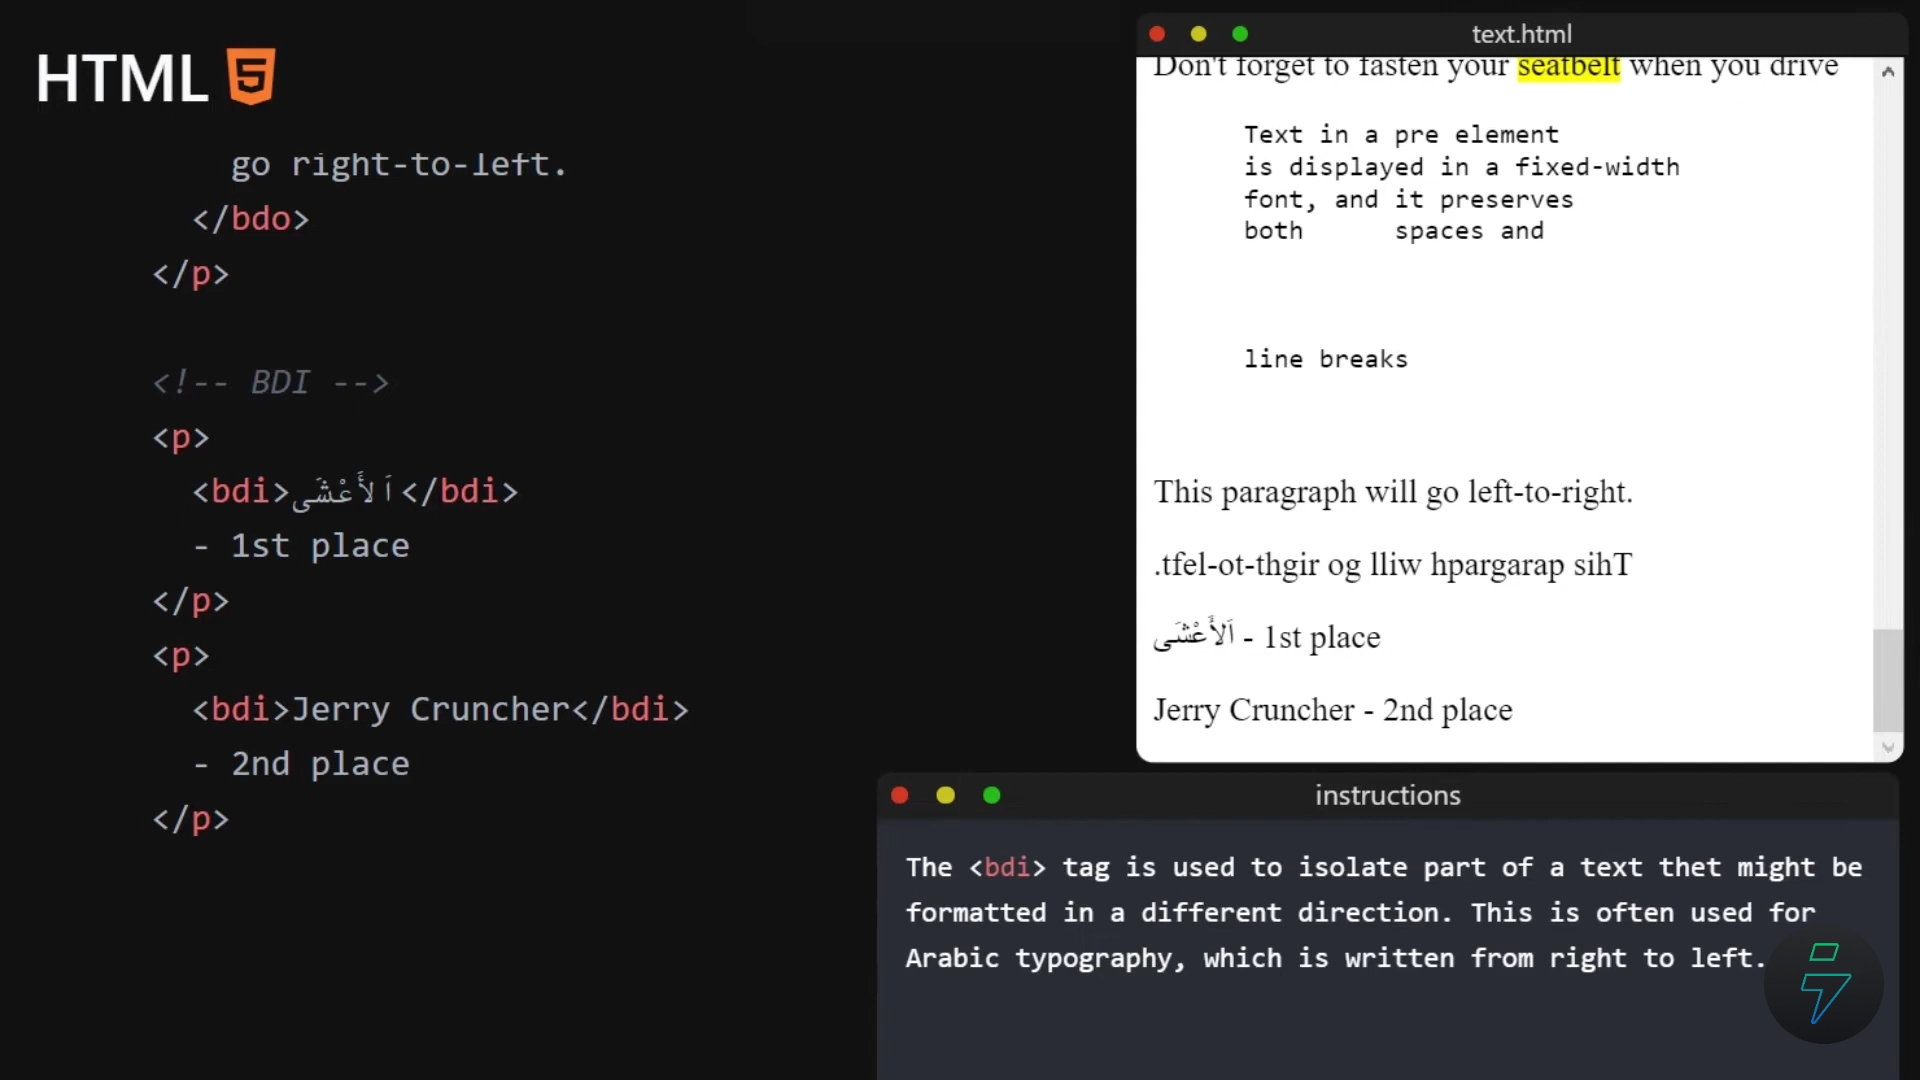 HTML 5
go right-to-left.
</bdo>
</p>
<!-- BDI -->
<p>
<bdi>اَلأَعْشَى</bdi>
- 1st place
</p>
<p>
<bdi>Jerry Cruncher</bdi>
- 2nd place
</p>
text.html
Don't forget to fasten your seatbelt when you drive
Text in a pre element
is displayed in a fixed-width
font, and it preserves
both      spaces and
line breaks
This paragraph will go left-to-right.
.tfel-ot-thgir og lliw hpargarap sihT
اَلأَعْشَى - 1st place
Jerry Cruncher - 2nd place
instructions
The <bdi> tag is used to isolate part of a text thet might be
formatted in a different direction. This is often used for
Arabic typography, which is written from right to left.